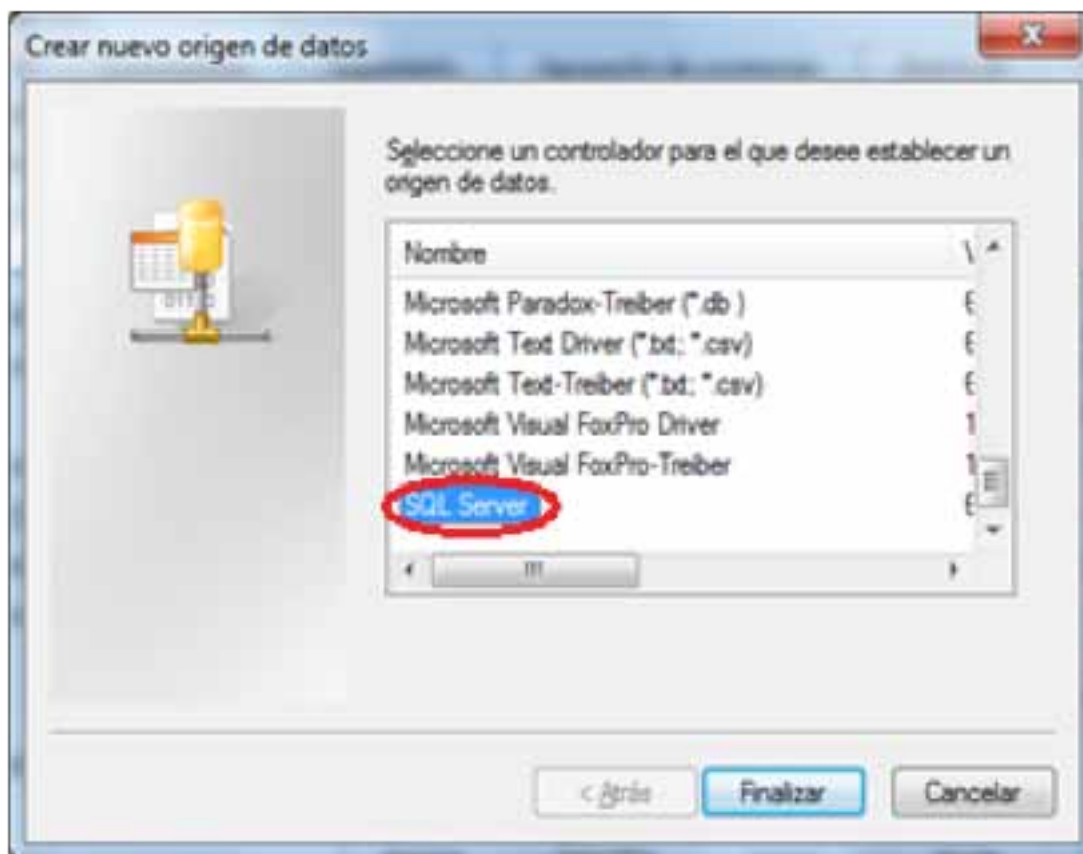 Crear nuevo origen de datos
Seleccione un controlador para el que desee establecer un
origen de datos.
Nombre
Microsoft Paradox-Treiber (*.db )
Microsoft Text Driver (*.txt; *.csv)
Microsoft Text-Treiber (*.txt; *.csv)
Microsoft Visual FoxPro Driver
Microsoft Visual FoxPro-Treiber
SQL Server
< Atrás
Finalizar
Cancelar